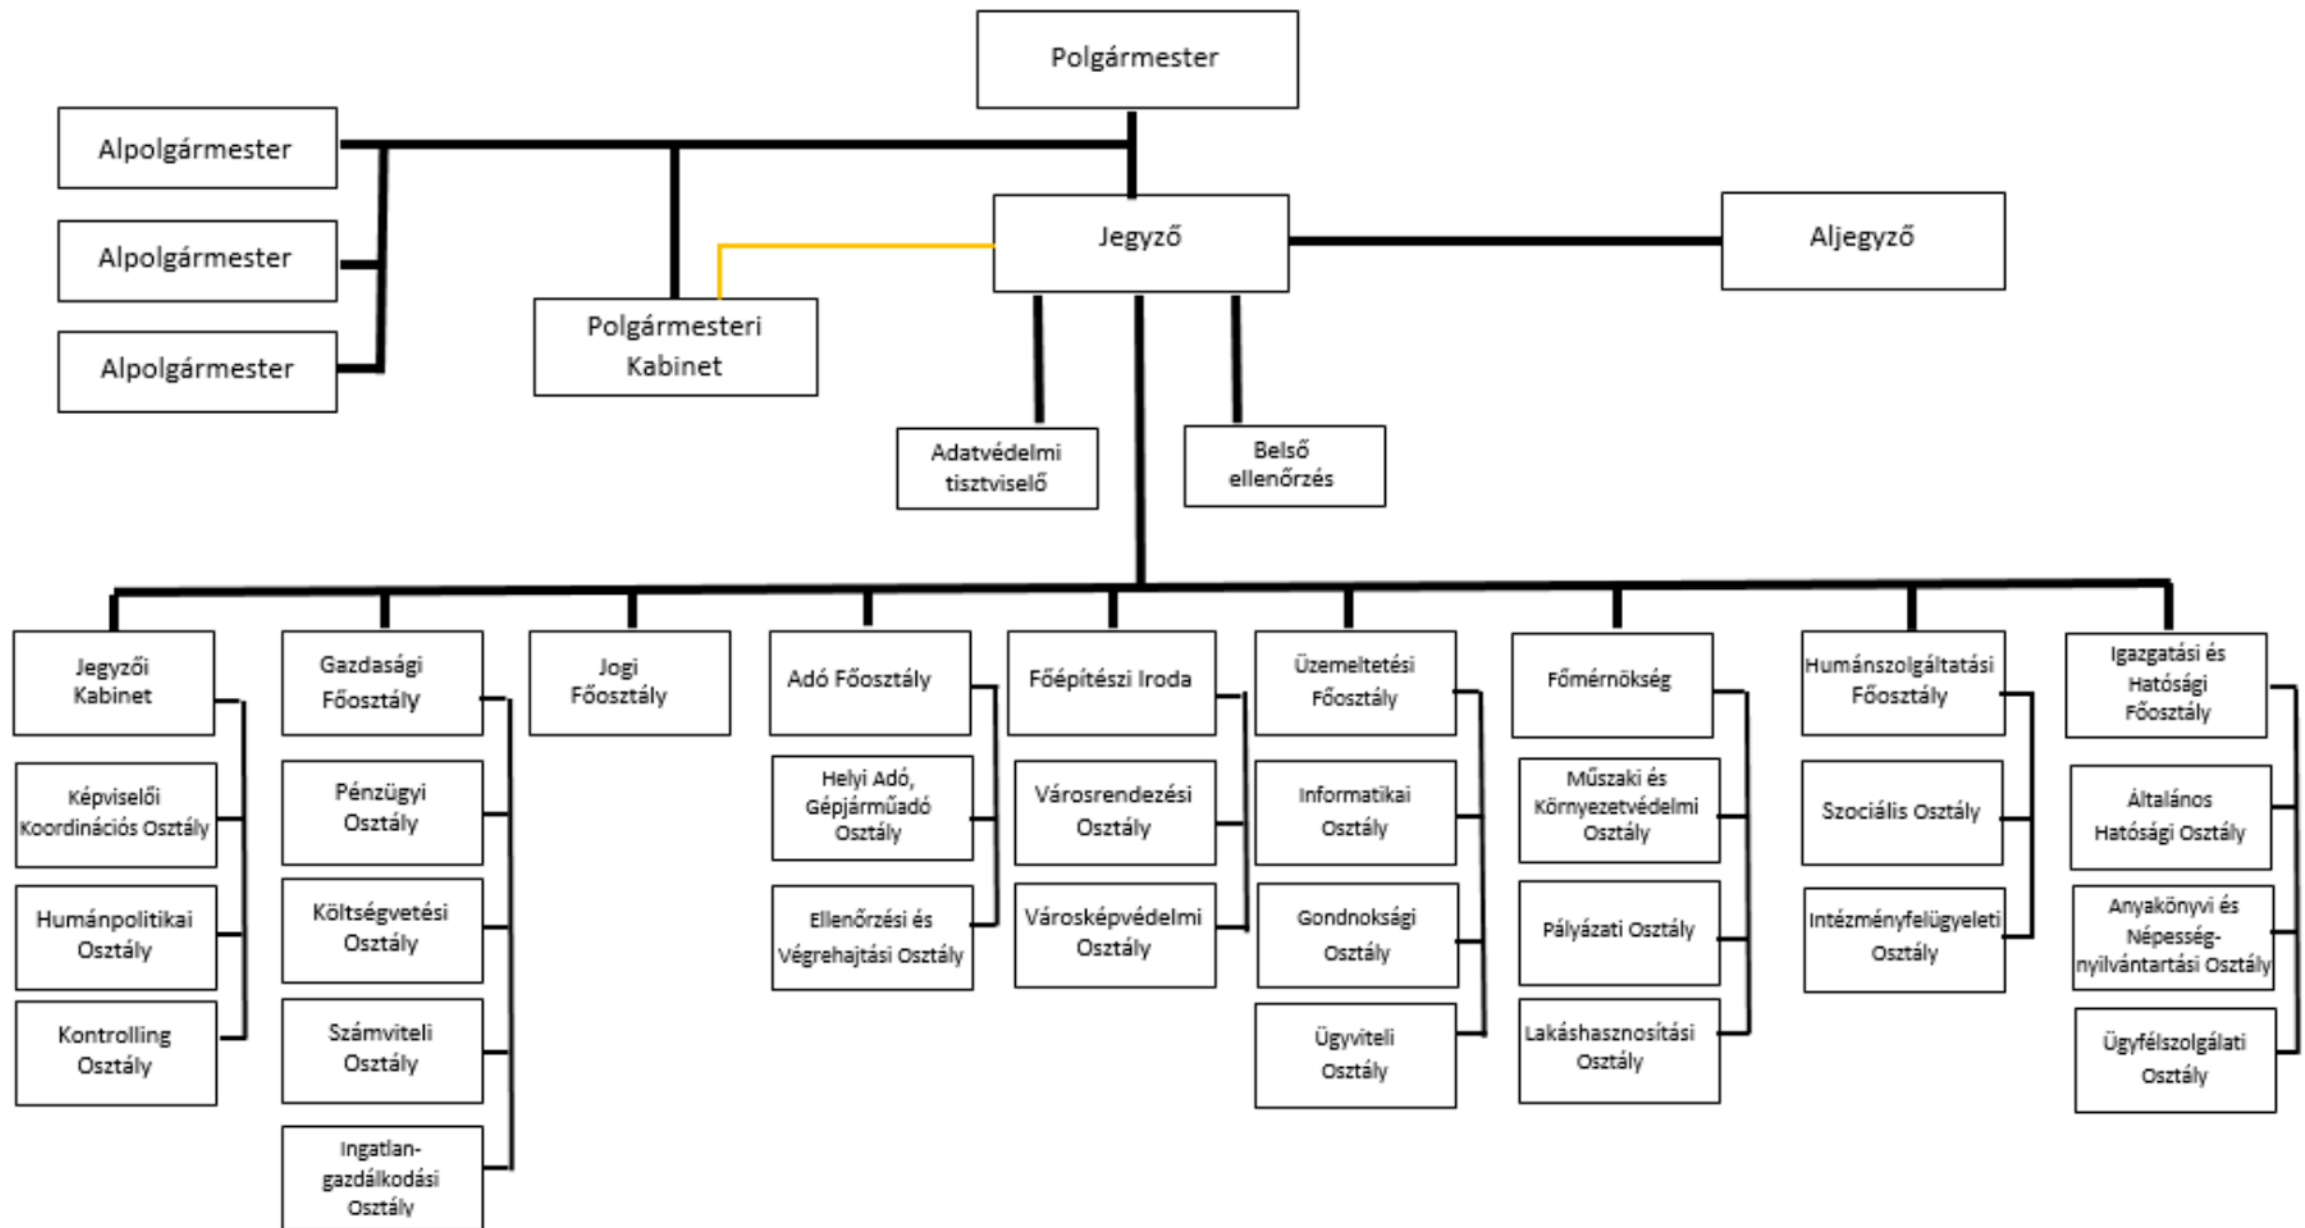 Polgármester
Alpolgármester
Alpolgármester
Alpolgármester
Polgármesteri
Kabinet
Jegyző
Aljegyző
Adatvédelmi
tisztviselő
Belső
ellenőrzés
Jegyzői
Kabinet
Képviselői
Koordinációs Osztály
Humánpolitikai
Osztály
Kontrolling
Osztály
Gazdasági
Főosztály
Pénzügyi
Osztály
Költségvetési
Osztály
Számviteli
Osztály
Ingatlan-
gazdálkodási
Osztály
Jogi
Főosztály
Adó Főosztály
Helyi Adó,
Gépjárműadó
Osztály
Ellenőrzési és
Végrehajtási Osztály
Főépítészi Iroda
Városrendezési
Osztály
Városképvédelmi
Osztály
Üzemeltetési
Főosztály
Informatikai
Osztály
Gondnoksági
Osztály
Ügyviteli
Osztály
Főmérnökség
Műszaki és
Környezetvédelmi
Osztály
Pályázati Osztály
Lakáshasznosítási
Osztály
Humánszolgáltatási
Főosztály
Szociális Osztály
Intézményfelügyeleti
Osztály
Igazgatási és
Hatósági
Főosztály
Általános
Hatósági Osztály
Anyakönyvi és
Népesség-
nyilvántartási Osztály
Ügyfélszolgálati
Osztály